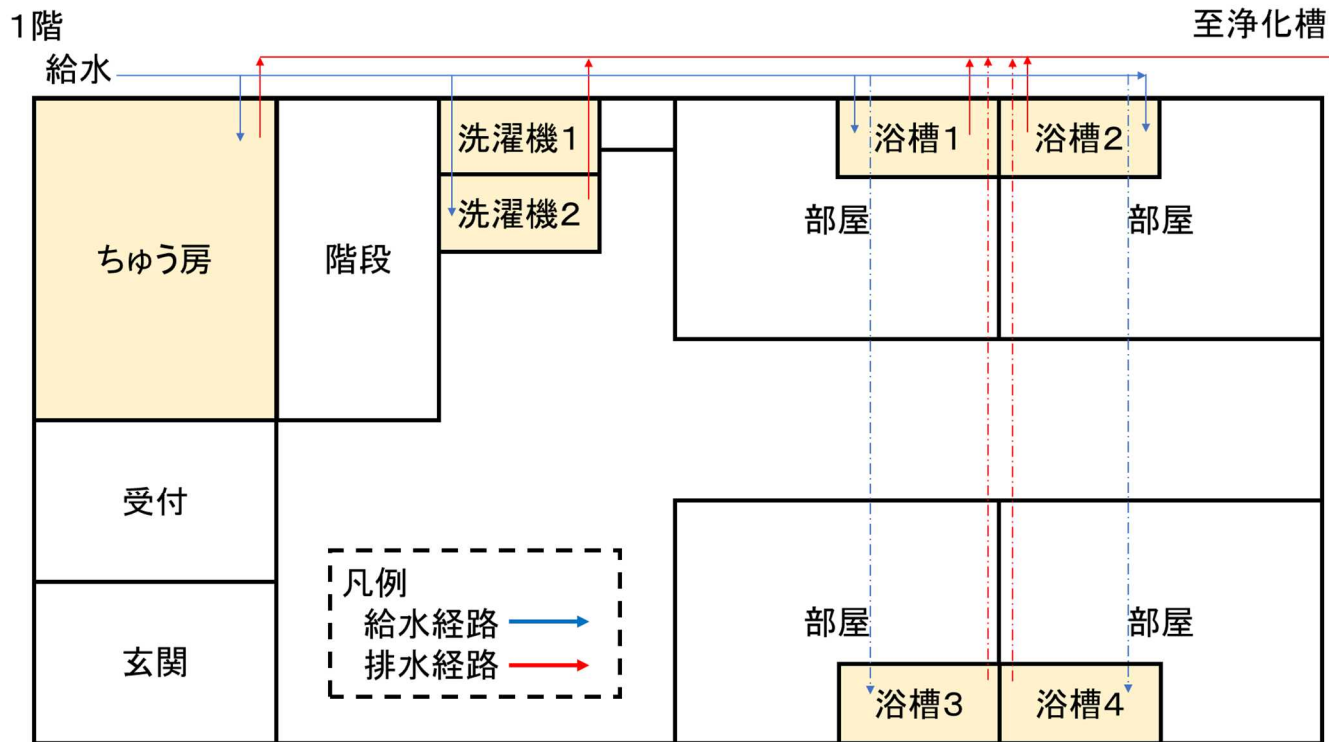 1階
至浄化槽
給水
洗濯機1
浴槽1
浴槽2
洗濯機2
部屋
部屋
ちゅう房
階段
受付
凡例
給水経路
部屋
部屋
玄関
排水経路
浴槽3
浴槽4